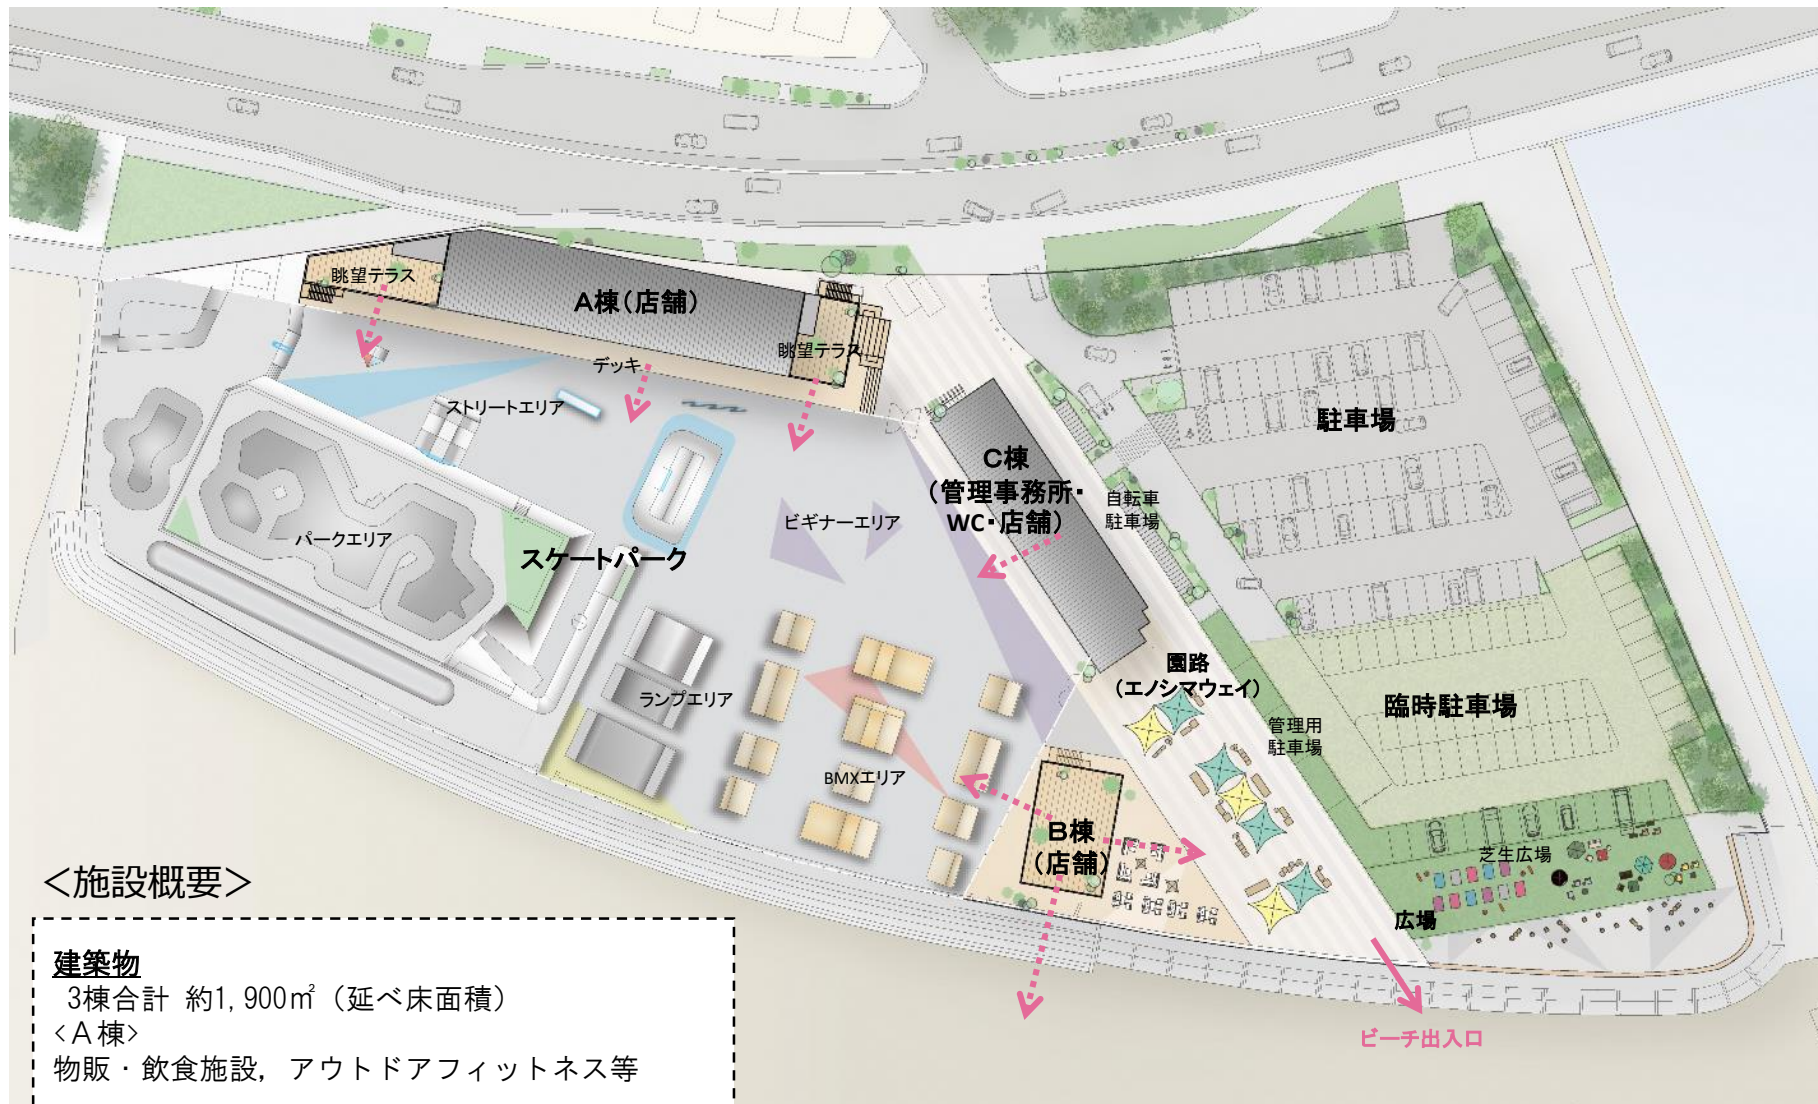 眺望テラス
A棟（店舗）
眺望テラス
デッキ
ストリートエリア
駐車場
C棟
（管理事務所・
WC・店舗）
自転車
駐車場
ビギナーエリア
パークエリア
スケートパーク
園路
（エノシマウェイ）
ランプエリア
臨時駐車場
管理用
駐車場
BMXエリア
B棟
（店舗）
芝生広場
広場
ビーチ出入口
＜施設概要＞
建築物
3棟合計 約1,900㎡（延べ床面積）
<A棟>
物販・飲食施設，アウトドアフィットネス等